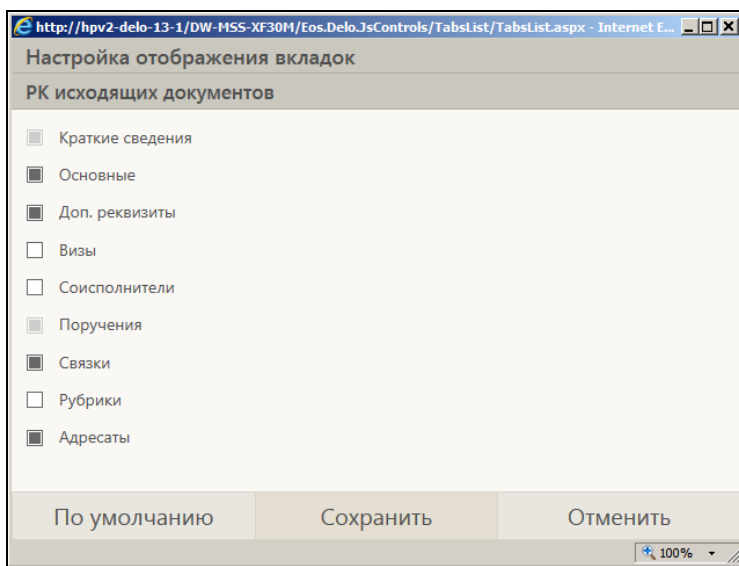 http://hpv2-delo-13-1/DW-MSS-XF30M/Eos.Delo.JsControls/TabsList/TabsList.aspx - Internet E...
Настройка отображения вкладок
РК исходящих документов
Краткие сведения
Основные
Доп. реквизиты
Визы
Соисполнители
Поручения
Связки
Рубрики
Адресаты
По умолчанию Сохранить Отменить
100%